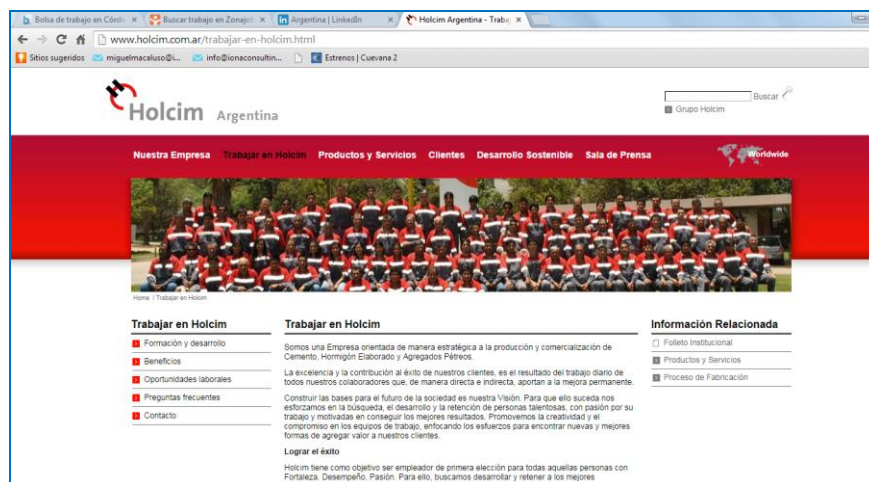 Bolsa de trabajo en Córdo
Buscar trabajo en Zonajob
Argentina | LinkedIn
Holcim Argentina - Traba
www.holcim.com.ar/trabajar-en-holcim.html
Sitios sugeridos
miguelmacaluso@i...
info@ionaconsultin...
Estrenos | Cuevana 2
Holcim Argentina
Buscar
Grupo Holcim
Nuestra Empresa
Trabajar en Holcim
Productos y Servicios
Clientes
Desarrollo Sostenible
Sala de Prensa
Worldwide
Home / Trabajar en Holcim
Trabajar en Holcim
Formación y desarrollo
Beneficios
Oportunidades laborales
Preguntas frecuentes
Contacto
Trabajar en Holcim
Somos una Empresa orientada de manera estratégica a la producción y comercialización de
Cemento, Hormigón Elaborado y Agregados Pétreos.
La excelencia y la contribución al éxito de nuestros clientes, es el resultado del trabajo diario de
todos nuestros colaboradores que, de manera directa e indirecta, aportan a la mejora permanente.
Construir las bases para el futuro de la sociedad es nuestra Visión. Para que ello suceda nos
esforzamos en la búsqueda, el desarrollo y la retención de personas talentosas, con pasión por su
trabajo y motivadas en conseguir los mejores resultados. Promovemos la creatividad y el
compromiso en los equipos de trabajo, enfocando los esfuerzos para encontrar nuevas y mejores
formas de agregar valor a nuestros clientes.
Lograr el éxito
Holcim tiene como objetivo ser empleador de primera elección para todas aquellas personas con
Fortaleza. Desempeño. Pasión. Para ello, buscamos desarrollar y retener a los mejores
Información Relacionada
Folleto Institucional
Productos y Servicios
Proceso de Fabricación